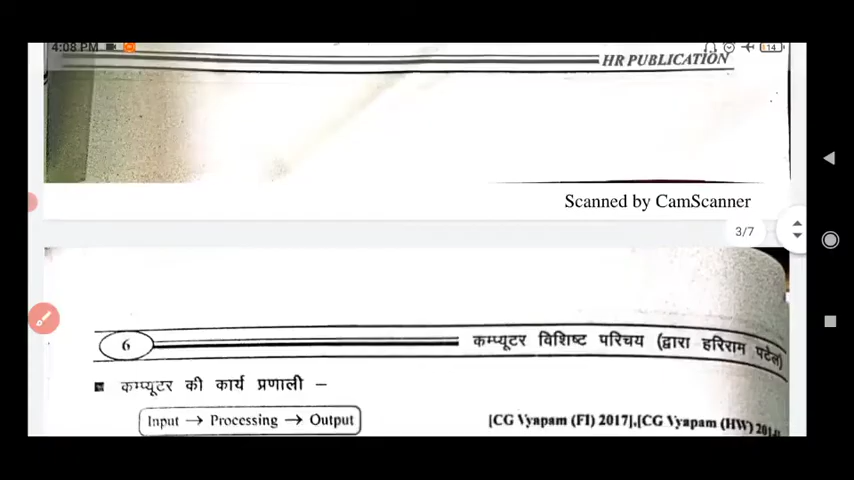 4:08 PM
14
HR PUBLICATION
Scanned by CamScanner
3/7
6
कम्प्यूटर विशिष्ट परिचय (द्वारा हरिराम पटेल)
कम्प्यूटर की कार्य प्रणाली –
Input → Processing → Output
[CG Vyapam (FI) 2017],[CG Vyapam (HW)